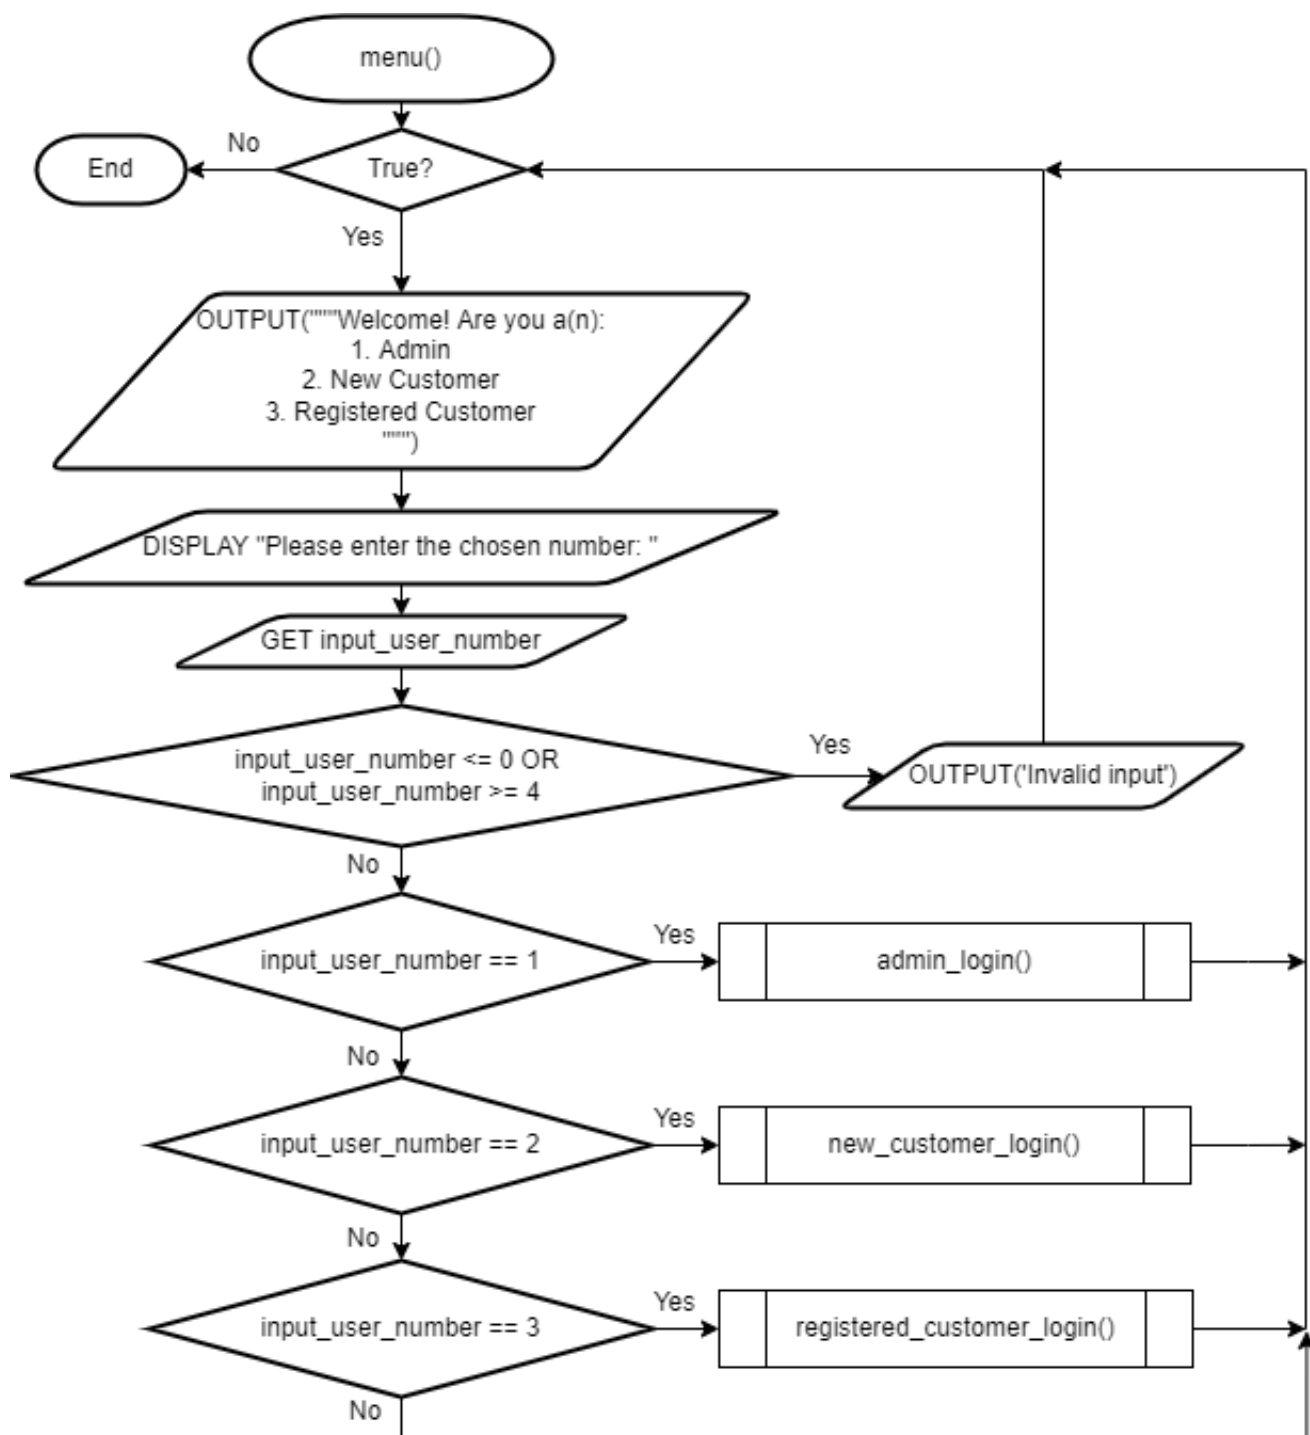 menu()
No
End
True?
Yes
OUTPUT("""Welcome! Are you a(n):
1. Admin
2. New Customer
3. Registered Customer
""")
DISPLAY "Please enter the chosen number: "
GET input_user_number
input_user_number <= 0 OR
input_user_number >= 4
Yes
OUTPUT('Invalid input')
No
input_user_number == 1
Yes
admin_login()
No
input_user_number == 2
Yes
new_customer_login()
No
input_user_number == 3
Yes
registered_customer_login()
No